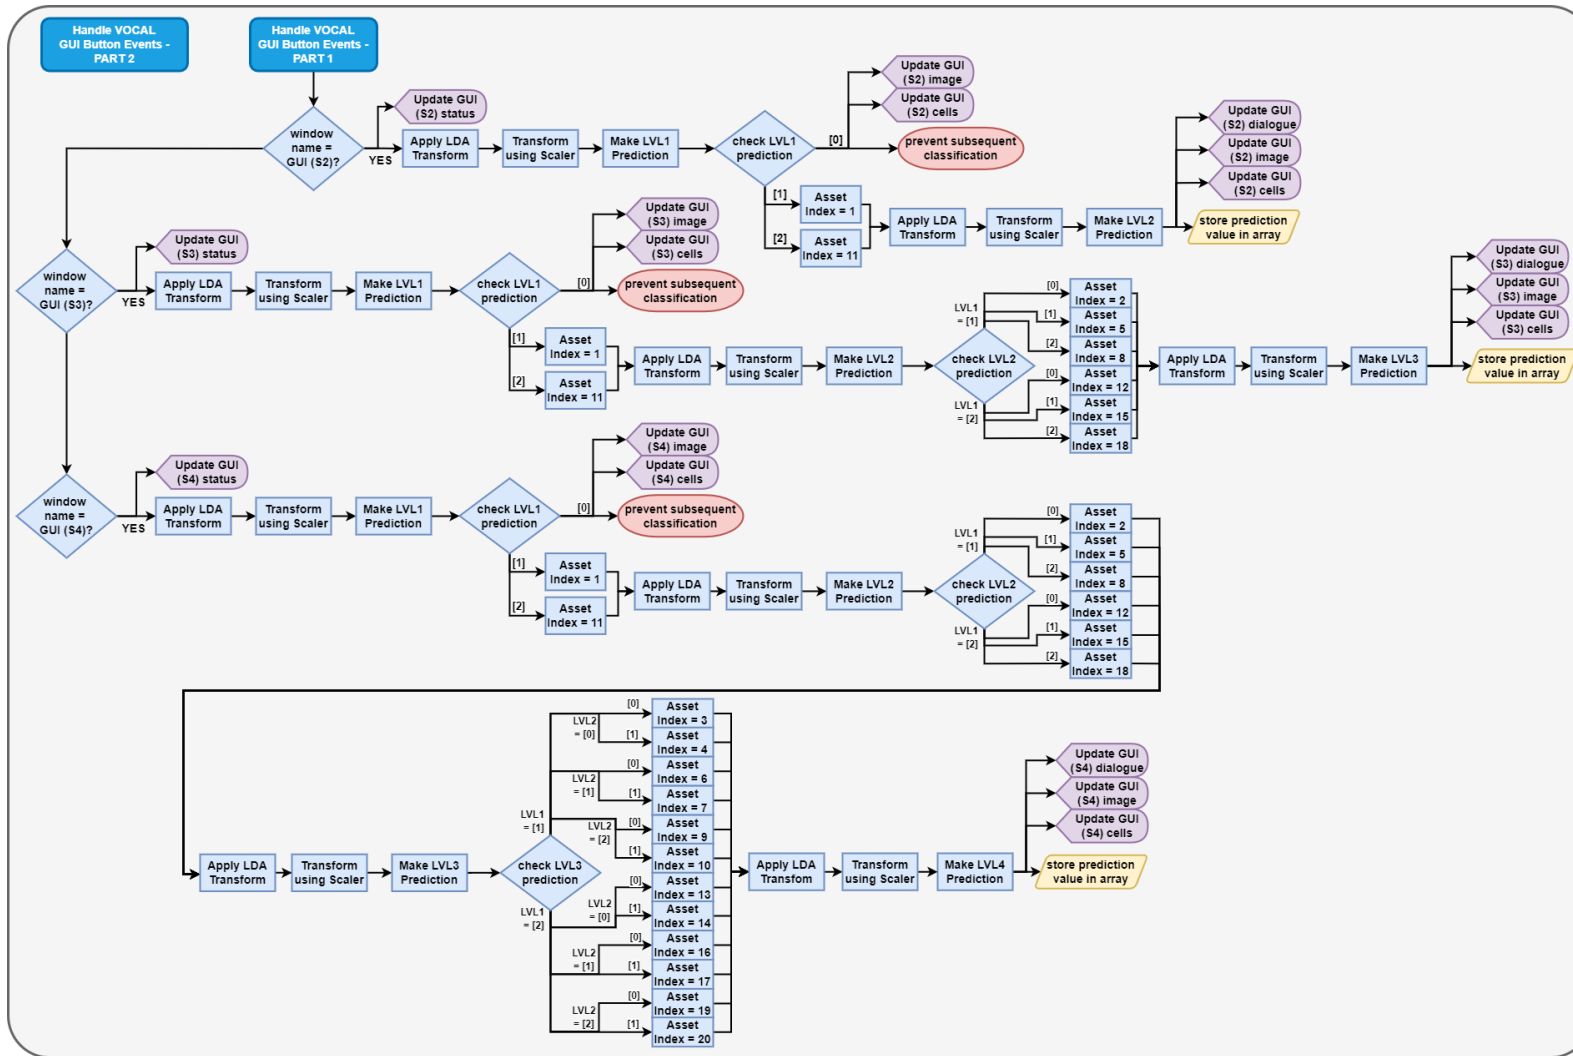 Handle VOCAL
GUI Button Events -
PART 2
Handle VOCAL
GUI Button Events -
PART 1
window
name =
GUI (S2)?
YES
Update GUI
(S2) status
Apply LDA
Transform
Transform
using Scaler
Make LVL1
Prediction
check LVL1
prediction
[0]
Update GUI
(S2) image
Update GUI
(S2) cells
prevent subsequent
classification
[1]
Asset
Index = 1
[2]
Asset
Index = 11
Apply LDA
Transform
Transform
using Scaler
Make LVL2
Prediction
Update GUI
(S2) dialogue
Update GUI
(S2) image
Update GUI
(S2) cells
store prediction
value in array
window
name =
GUI (S3)?
YES
Update GUI
(S3) status
Apply LDA
Transform
Transform
using Scaler
Make LVL1
Prediction
check LVL1
prediction
[0]
Update GUI
(S3) image
Update GUI
(S3) cells
prevent subsequent
classification
[1]
Asset
Index = 1
[2]
Asset
Index = 11
Apply LDA
Transform
Transform
using Scaler
Make LVL2
Prediction
check LVL2
prediction
LVL1
= [1]
[0]
Asset
Index = 2
[1]
Asset
Index = 5
[2]
Asset
Index = 8
LVL1
= [2]
[0]
Asset
Index = 12
[1]
Asset
Index = 15
[2]
Asset
Index = 18
Apply LDA
Transform
Transform
using Scaler
Make LVL3
Prediction
Update GUI
(S3) dialogue
Update GUI
(S3) image
Update GUI
(S3) cells
store prediction
value in array
window
name =
GUI (S4)?
YES
Update GUI
(S4) status
Apply LDA
Transform
Transform
using Scaler
Make LVL1
Prediction
check LVL1
prediction
[0]
Update GUI
(S4) image
Update GUI
(S4) cells
prevent subsequent
classification
[1]
Asset
Index = 1
[2]
Asset
Index = 11
Apply LDA
Transform
Transform
using Scaler
Make LVL2
Prediction
check LVL2
prediction
LVL1
= [1]
[0]
Asset
Index = 2
[1]
Asset
Index = 5
[2]
Asset
Index = 8
LVL1
= [2]
[0]
Asset
Index = 12
[1]
Asset
Index = 15
[2]
Asset
Index = 18
Apply LDA
Transform
Transform
using Scaler
Make LVL3
Prediction
check LVL3
prediction
LVL1
= [1]
LVL2
= [0]
[0]
Asset
Index = 3
[1]
Asset
Index = 4
LVL2
= [1]
[0]
Asset
Index = 6
[1]
Asset
Index = 7
LVL2
= [2]
[0]
Asset
Index = 9
[1]
Asset
Index = 10
LVL1
= [2]
LVL2
= [0]
[0]
Asset
Index = 13
[1]
Asset
Index = 14
LVL2
= [1]
[0]
Asset
Index = 16
[1]
Asset
Index = 17
LVL2
= [2]
[0]
Asset
Index = 19
[1]
Asset
Index = 20
Apply LDA
Transfom
Transform
using Scaler
Make LVL4
Prediction
Update GUI
(S4) dialogue
Update GUI
(S4) image
Update GUI
(S4) cells
store prediction
value in array